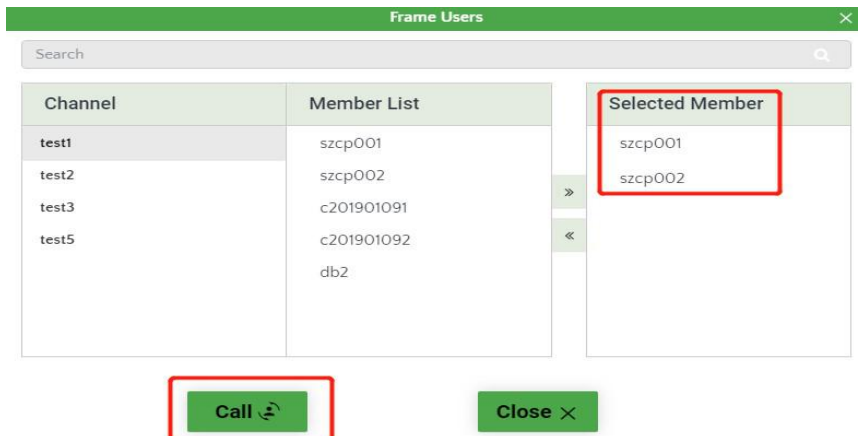 Frame Users
Search
Channel
Member List
Selected Member
test1
test2
test3
test5
szcp001
szcp002
c201901091
c201901092
db2
»
«
szcp001
szcp002
Call
Close